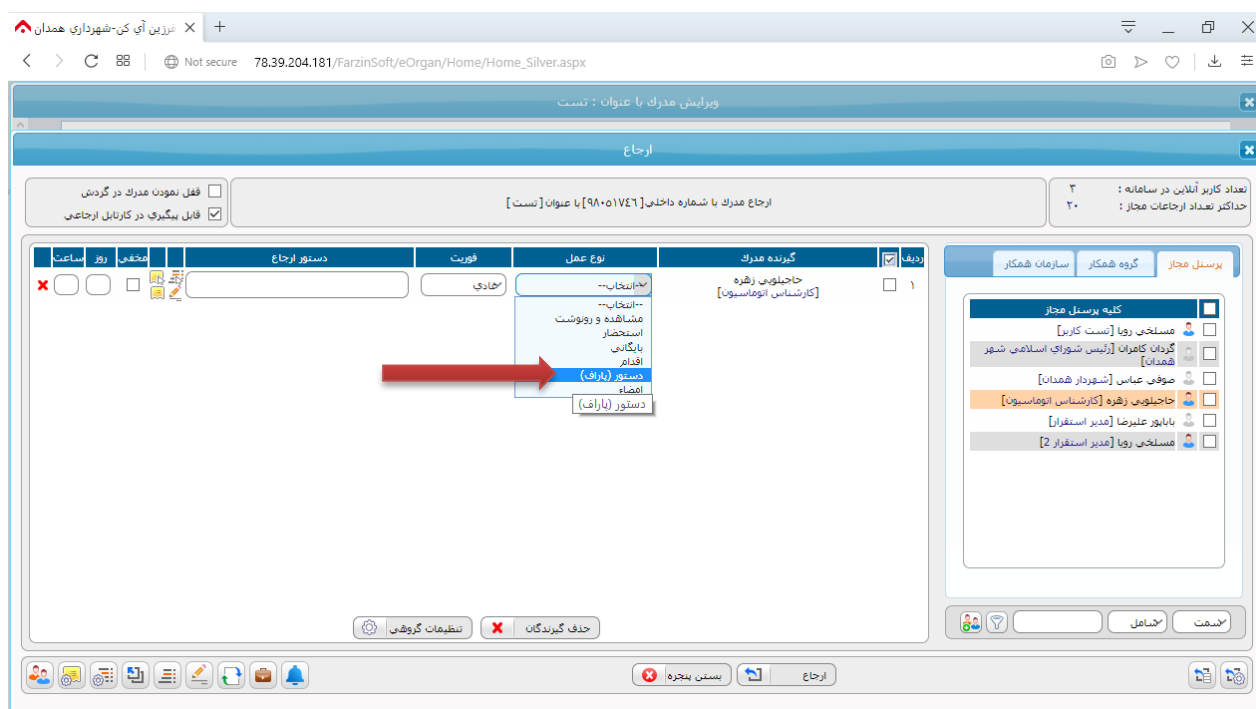 فرزين آي كن-شهرداري همدان
Not secure 78.39.204.181/FarzinSoft/eOrgan/Home/Home_Silver.aspx
ويرايش مدرك با عنوان : تست
ارجاع
تعداد كاربر آنلاين در سامانه : ٣
حداكثر تعداد ارجاعات مجاز : ٢٠
ارجاع مدرك با شماره داخلي[٩٨٠٥١٧٤٦] با عنوان[تست]
قفل نمودن مدرك در گردش
قابل پيگيري در كارتابل ارجاعي
پرسنل مجاز گروه همكار سازمان همكار
كليه پرسنل مجاز
مسلخي رويا [تست كاربر]
گردان كامران [رئيس شوراي اسلامي شهر
همدان]
صوفي عباس [شهردار همدان]
حاجيلويي زهره [كارشناس اتوماسيون]
باباپور عليرضا [مدير استقرار]
مسلخي رويا [مدير استقرار 2]
سمت شامل
رديف گيرنده مدرك نوع عمل فوريت دستور ارجاع مخفي روز ساعت
١ حاجيلويي زهره
[كارشناس اتوماسيون]
--انتخاب-- عادي
--انتخاب--
مشاهده و رونوشت
استحضار
بايگاني
اقدام
دستور (پاراف)
امضاء
دستور (پاراف)
حذف گيرندگان تنظيمات گروهي
ارجاع بستن پنجره